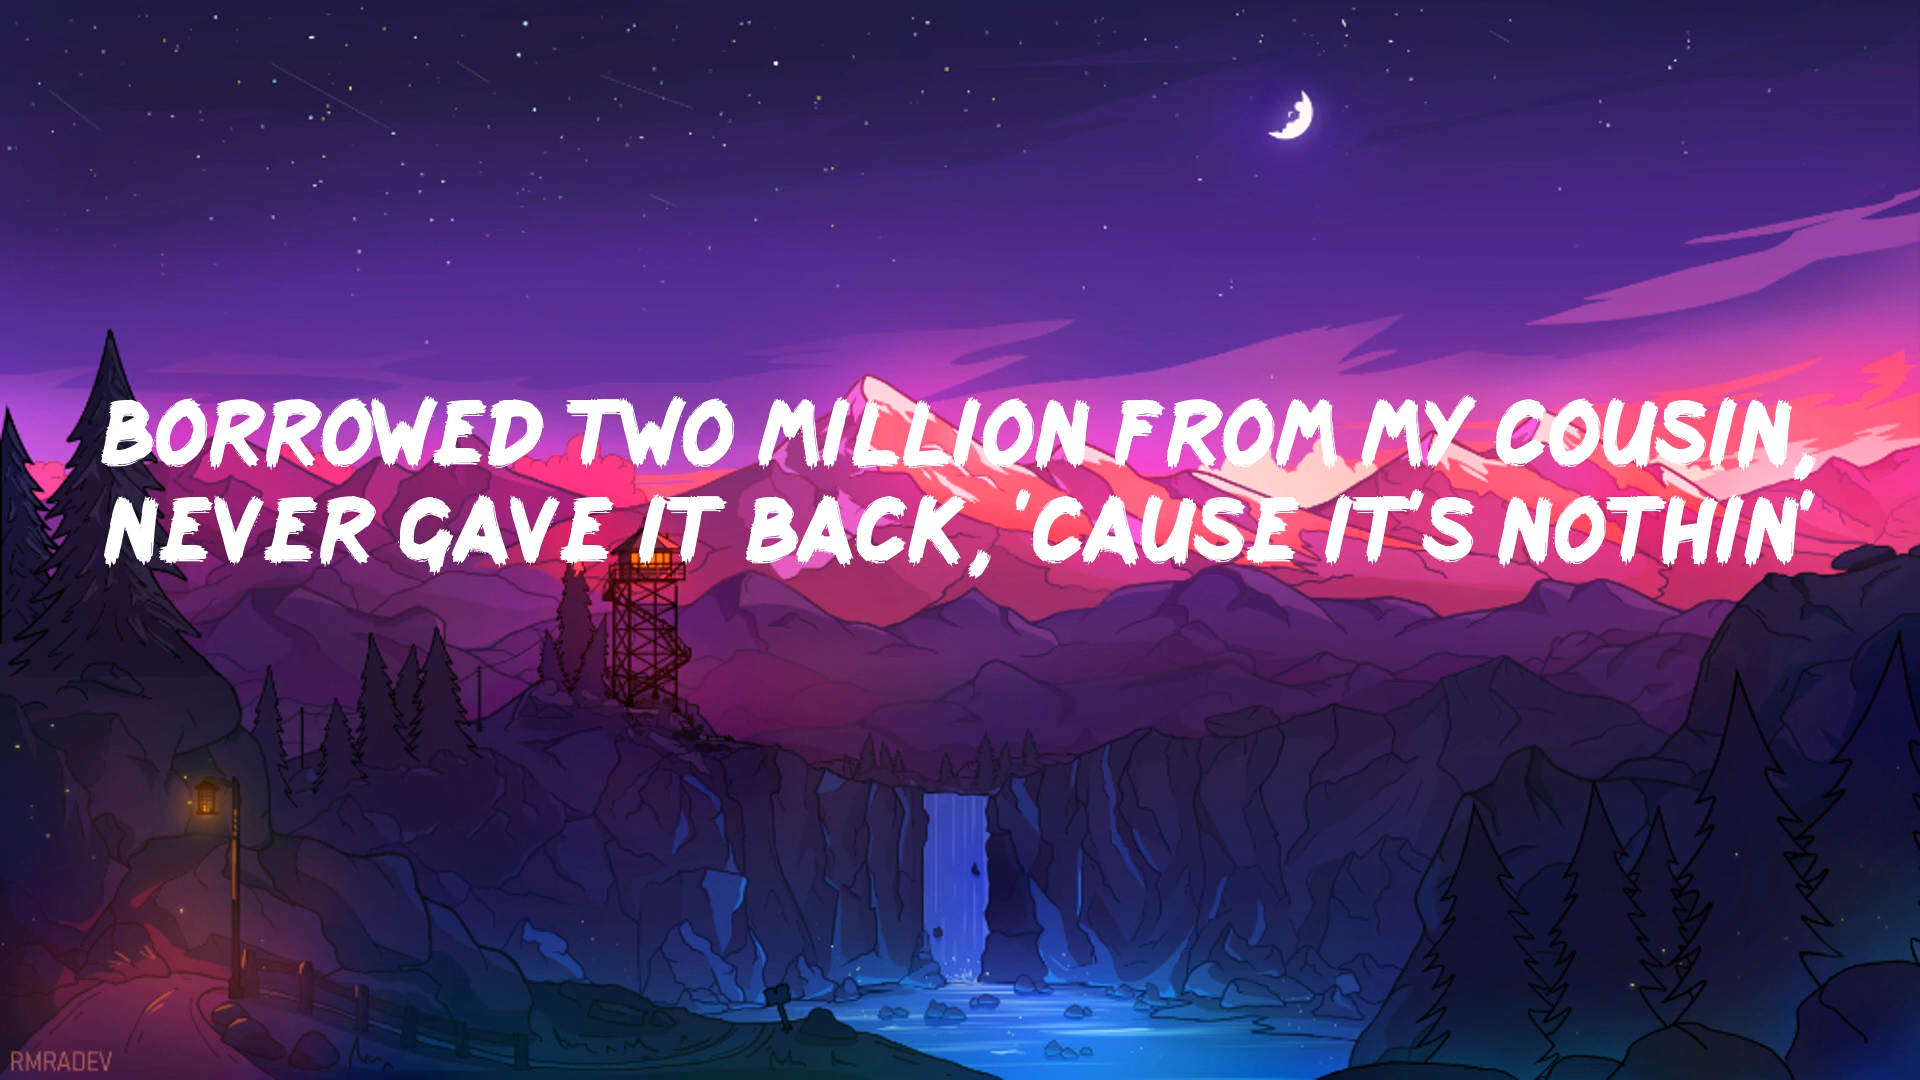 BORROWED TWO MILLION FROM MY COUSIN,
NEVER GAVE IT BACK, 'CAUSE IT'S NOTHIN'
RMRADEV